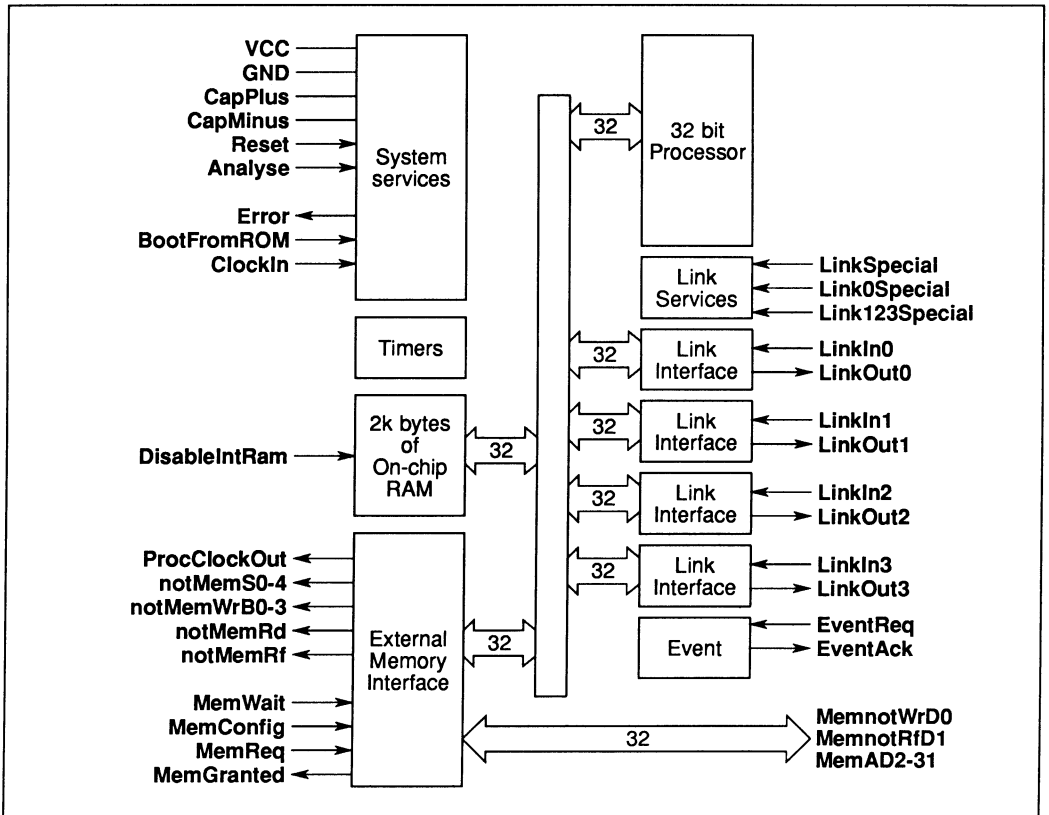 VCC
GND
CapPlus
CapMinus
Reset
Analyse
Error
BootFromROM
ClockIn
System
services
Timers
DisableIntRam
2k bytes
of
On-chip
RAM
32
ProcClockOut
notMemS0-4
notMemWrB0-3
notMemRd
notMemRf
MemWait
MemConfig
MemReq
MemGranted
External
Memory
Interface
32
32
32 bit
Processor
Link
Services
LinkSpecial
Link0Special
Link123Special
32
Link
Interface
LinkIn0
LinkOut0
32
Link
Interface
LinkIn1
LinkOut1
32
Link
Interface
LinkIn2
LinkOut2
32
Link
Interface
LinkIn3
LinkOut3
Event
EventReq
EventAck
32
MemnotWrD0
MemnotRfD1
MemAD2-31